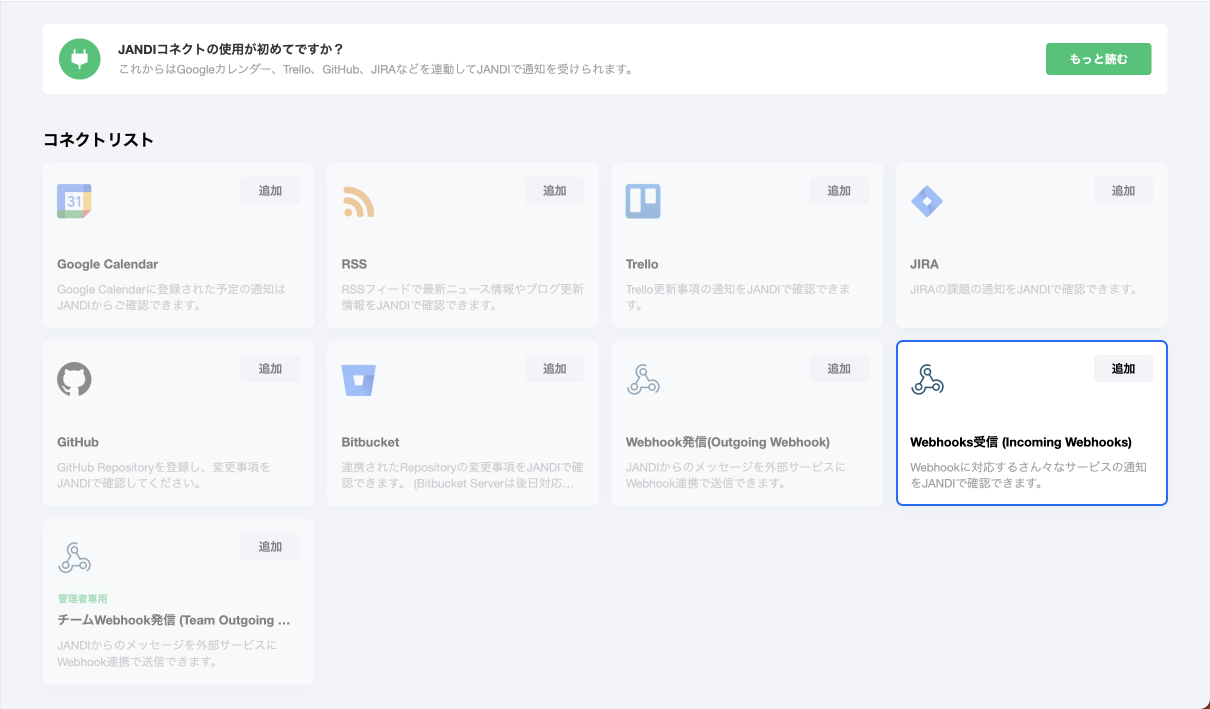 JANDIコネクトの使用が初めてですか？
これからはGoogleカレンダー、Trello、GitHub、JIRAなどを連動してJANDIで通知を受けられます。
もっと読む
コネクトリスト
31
追加
Google Calendar
Google Calendarに登録された予定の通知は
JANDIからご確認できます。
追加
RSS
RSSフィードで最新ニュース情報やブログ更新
情報をJANDIで確認できます。
追加
Trello
Trello更新事項の通知をJANDIで確認できま
す。
追加
JIRA
JIRAの課題の通知をJANDIで確認できます。
追加
GitHub
GitHub Repositoryを登録し、変更事項を
JANDIで確認してください。
追加
Bitbucket
連携されたRepositoryの変更事項をJANDIで確
認できます。 (Bitbucket Serverは後日対応…
追加
Webhook発信(Outgoing Webhook)
JANDIからのメッセージを外部サービスに
Webhook連携で送信できます。
追加
Webhooks受信 (Incoming Webhooks)
Webhookに対応するさん々なサービスの通知
をJANDIで確認できます。
追加
管理者専用
チームWebhook発信 (Team Outgoing …
JANDIからのメッセージを外部サービスに
Webhook連携で送信できます。